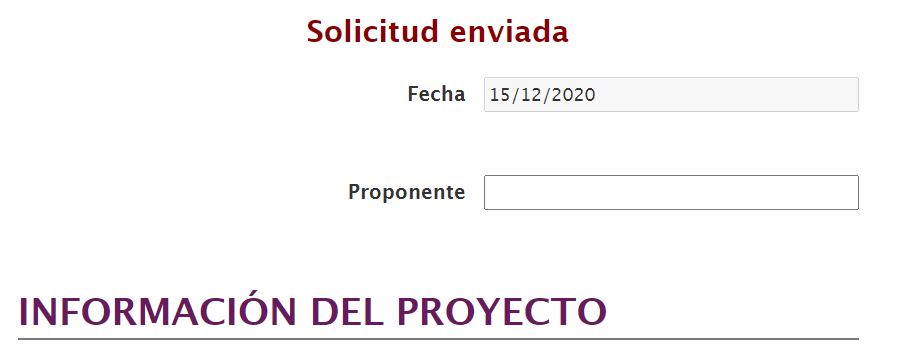 Solicitud enviada
Fecha 15/12/2020
Proponente
INFORMACIÓN DEL PROYECTO